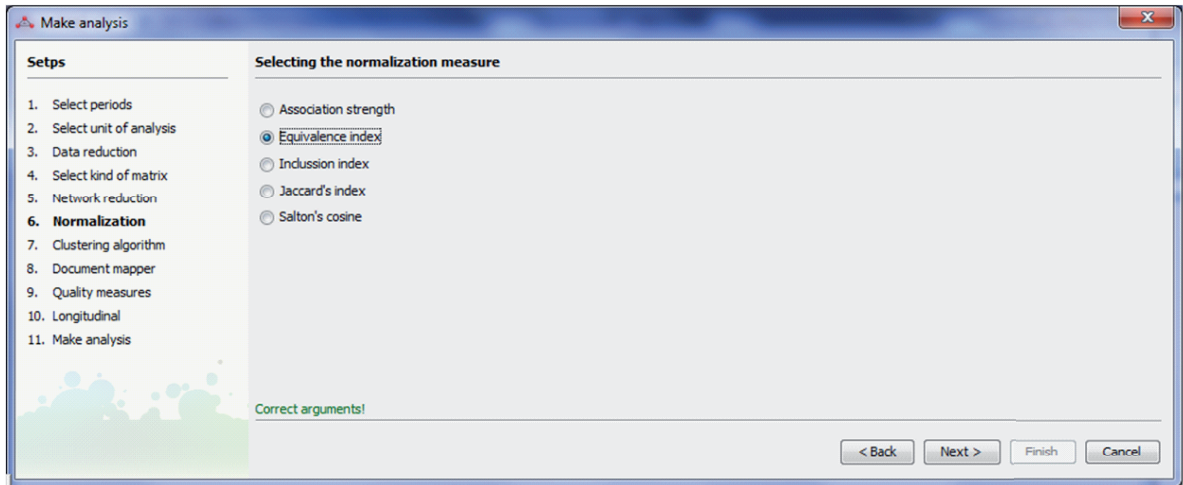 Make analysis
Setps
1. Select periods
2. Select unit of analysis
3. Data reduction
4. Select kind of matrix
5. Network reduction
6. Normalization
7. Clustering algorithm
8. Document mapper
9. Quality measures
10. Longitudinal
11. Make analysis
Selecting the normalization measure
Association strength
Equivalence index
Inclussion index
Jaccard's index
Salton's cosine
Correct arguments!
< Back Next > Finish Cancel